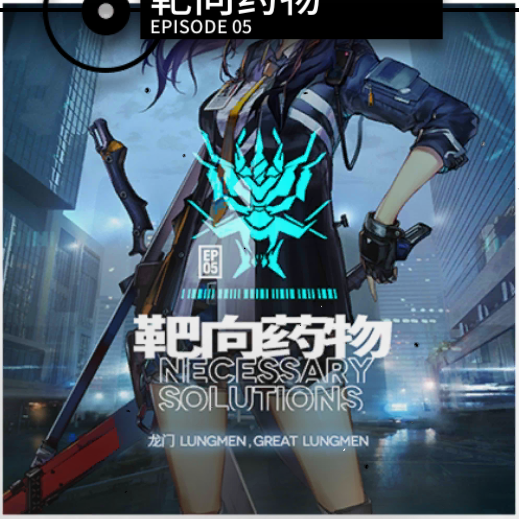 靶向药物
EPISODE 05
EP
05
靶向药物
NECESSARY
SOLUTIONS
龙门 LUNGMEN, GREAT LUNGMEN